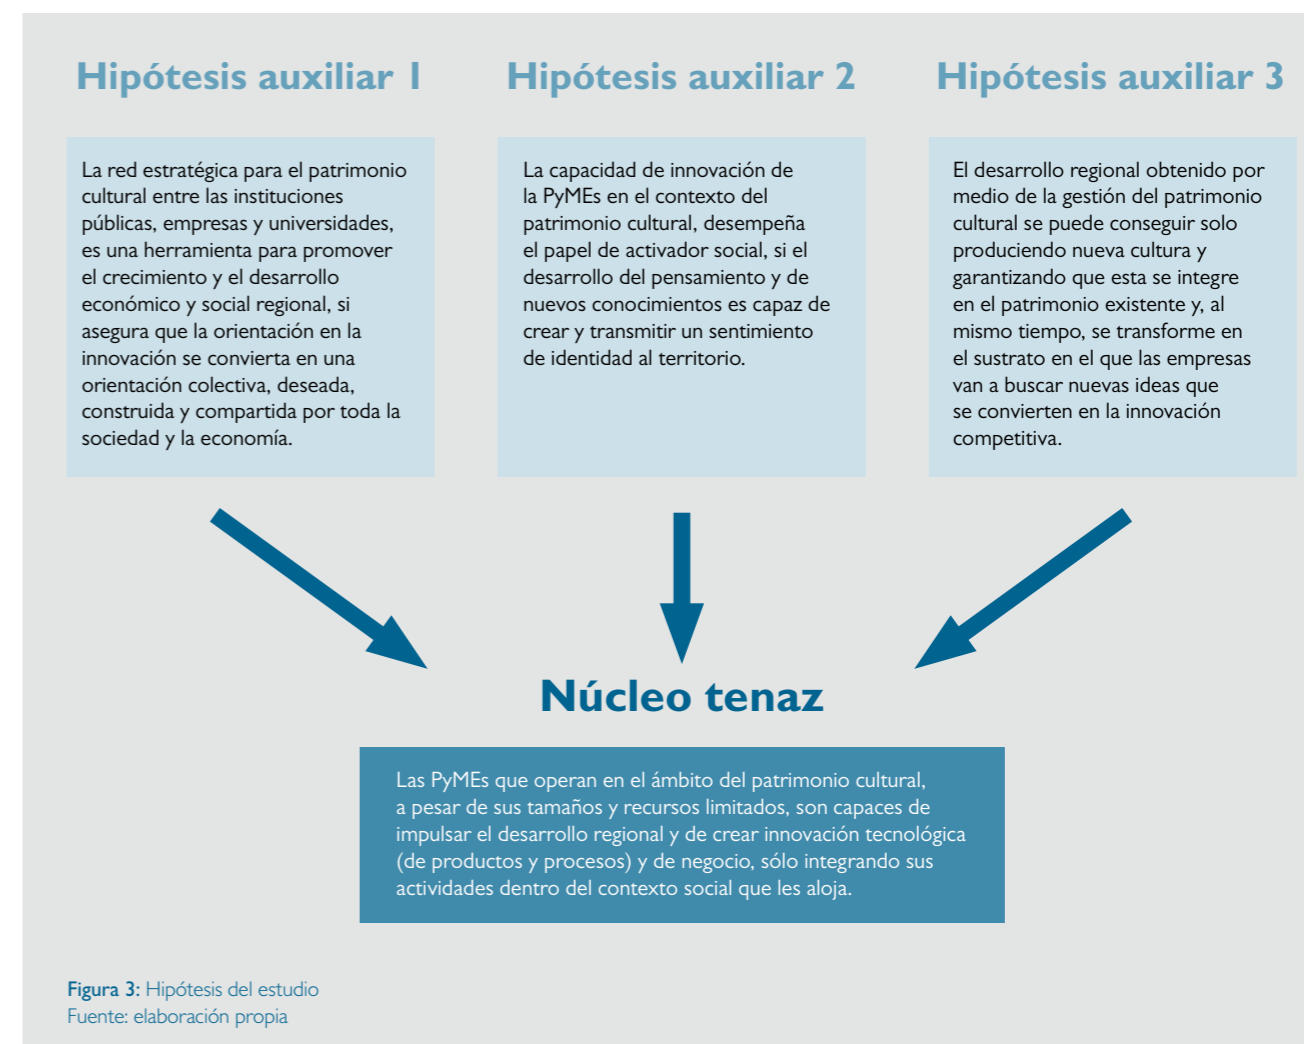 Hipótesis auxiliar 1
La red estratégica para el patrimonio
cultural entre las instituciones
públicas, empresas y universidades,
es una herramienta para promover
el crecimiento y el desarrollo
económico y social regional, si
asegura que la orientación en la
innovación se convierta en una
orientación colectiva, deseada,
construida y compartida por toda la
sociedad y la economía.
Hipótesis auxiliar 2
La capacidad de innovación de
la PyMEs en el contexto del
patrimonio cultural, desempeña
el papel de activador social, si el
desarrollo del pensamiento y de
nuevos conocimientos es capaz de
crear y transmitir un sentimiento
de identidad al territorio.
Hipótesis auxiliar 3
El desarrollo regional obtenido por
medio de la gestión del patrimonio
cultural se puede conseguir solo
produciendo nueva cultura y
garantizando que esta se integre
en el patrimonio existente y, al
mismo tiempo, se transforme en
el sustrato en el que las empresas
van a buscar nuevas ideas que
se convierten en la innovación
competitiva.
Núcleo tenaz
Las PyMEs que operan en el ámbito del patrimonio cultural,
a pesar de sus tamaños y recursos limitados, son capaces de
impulsar el desarrollo regional y de crear innovación tecnológica
(de productos y procesos) y de negocio, sólo integrando sus
actividades dentro del contexto social que les aloja.
Figura 3: Hipótesis del estudio
Fuente: elaboración propia